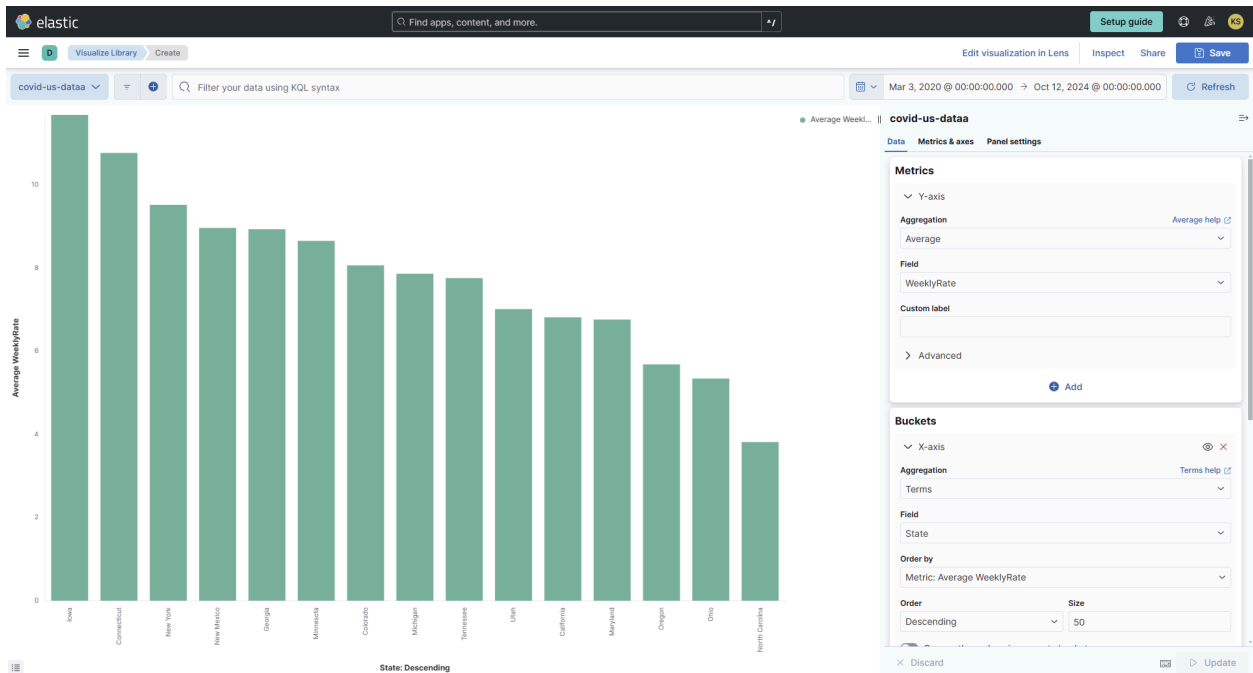 elastic
Find apps, content, and more.
^/
Setup guide
KS
D
Visualize Library
Create
Edit visualization in Lens
Inspect
Share
Save
covid-us-dataa
Filter your data using KQL syntax
Mar 3, 2020 @ 00:00:00.000 → Oct 12, 2024 @ 00:00:00.000
Refresh
Average Weekl...
10
8
6
4
2
0
Average WeeklyRate
Iowa
Connecticut
New York
New Mexico
Georgia
Minnesota
Colorado
Michigan
Tennessee
Utah
California
Maryland
Oregon
Ohio
North Carolina
State: Descending
covid-us-dataa
Data
Metrics & axes
Panel settings
Metrics
Y-axis
Aggregation
Average help
Average
Field
WeeklyRate
Custom label
Advanced
Add
Buckets
X-axis
Aggregation
Terms help
Terms
Field
State
Order by
Metric: Average WeeklyRate
Order
Size
Descending
50
Discard
Update